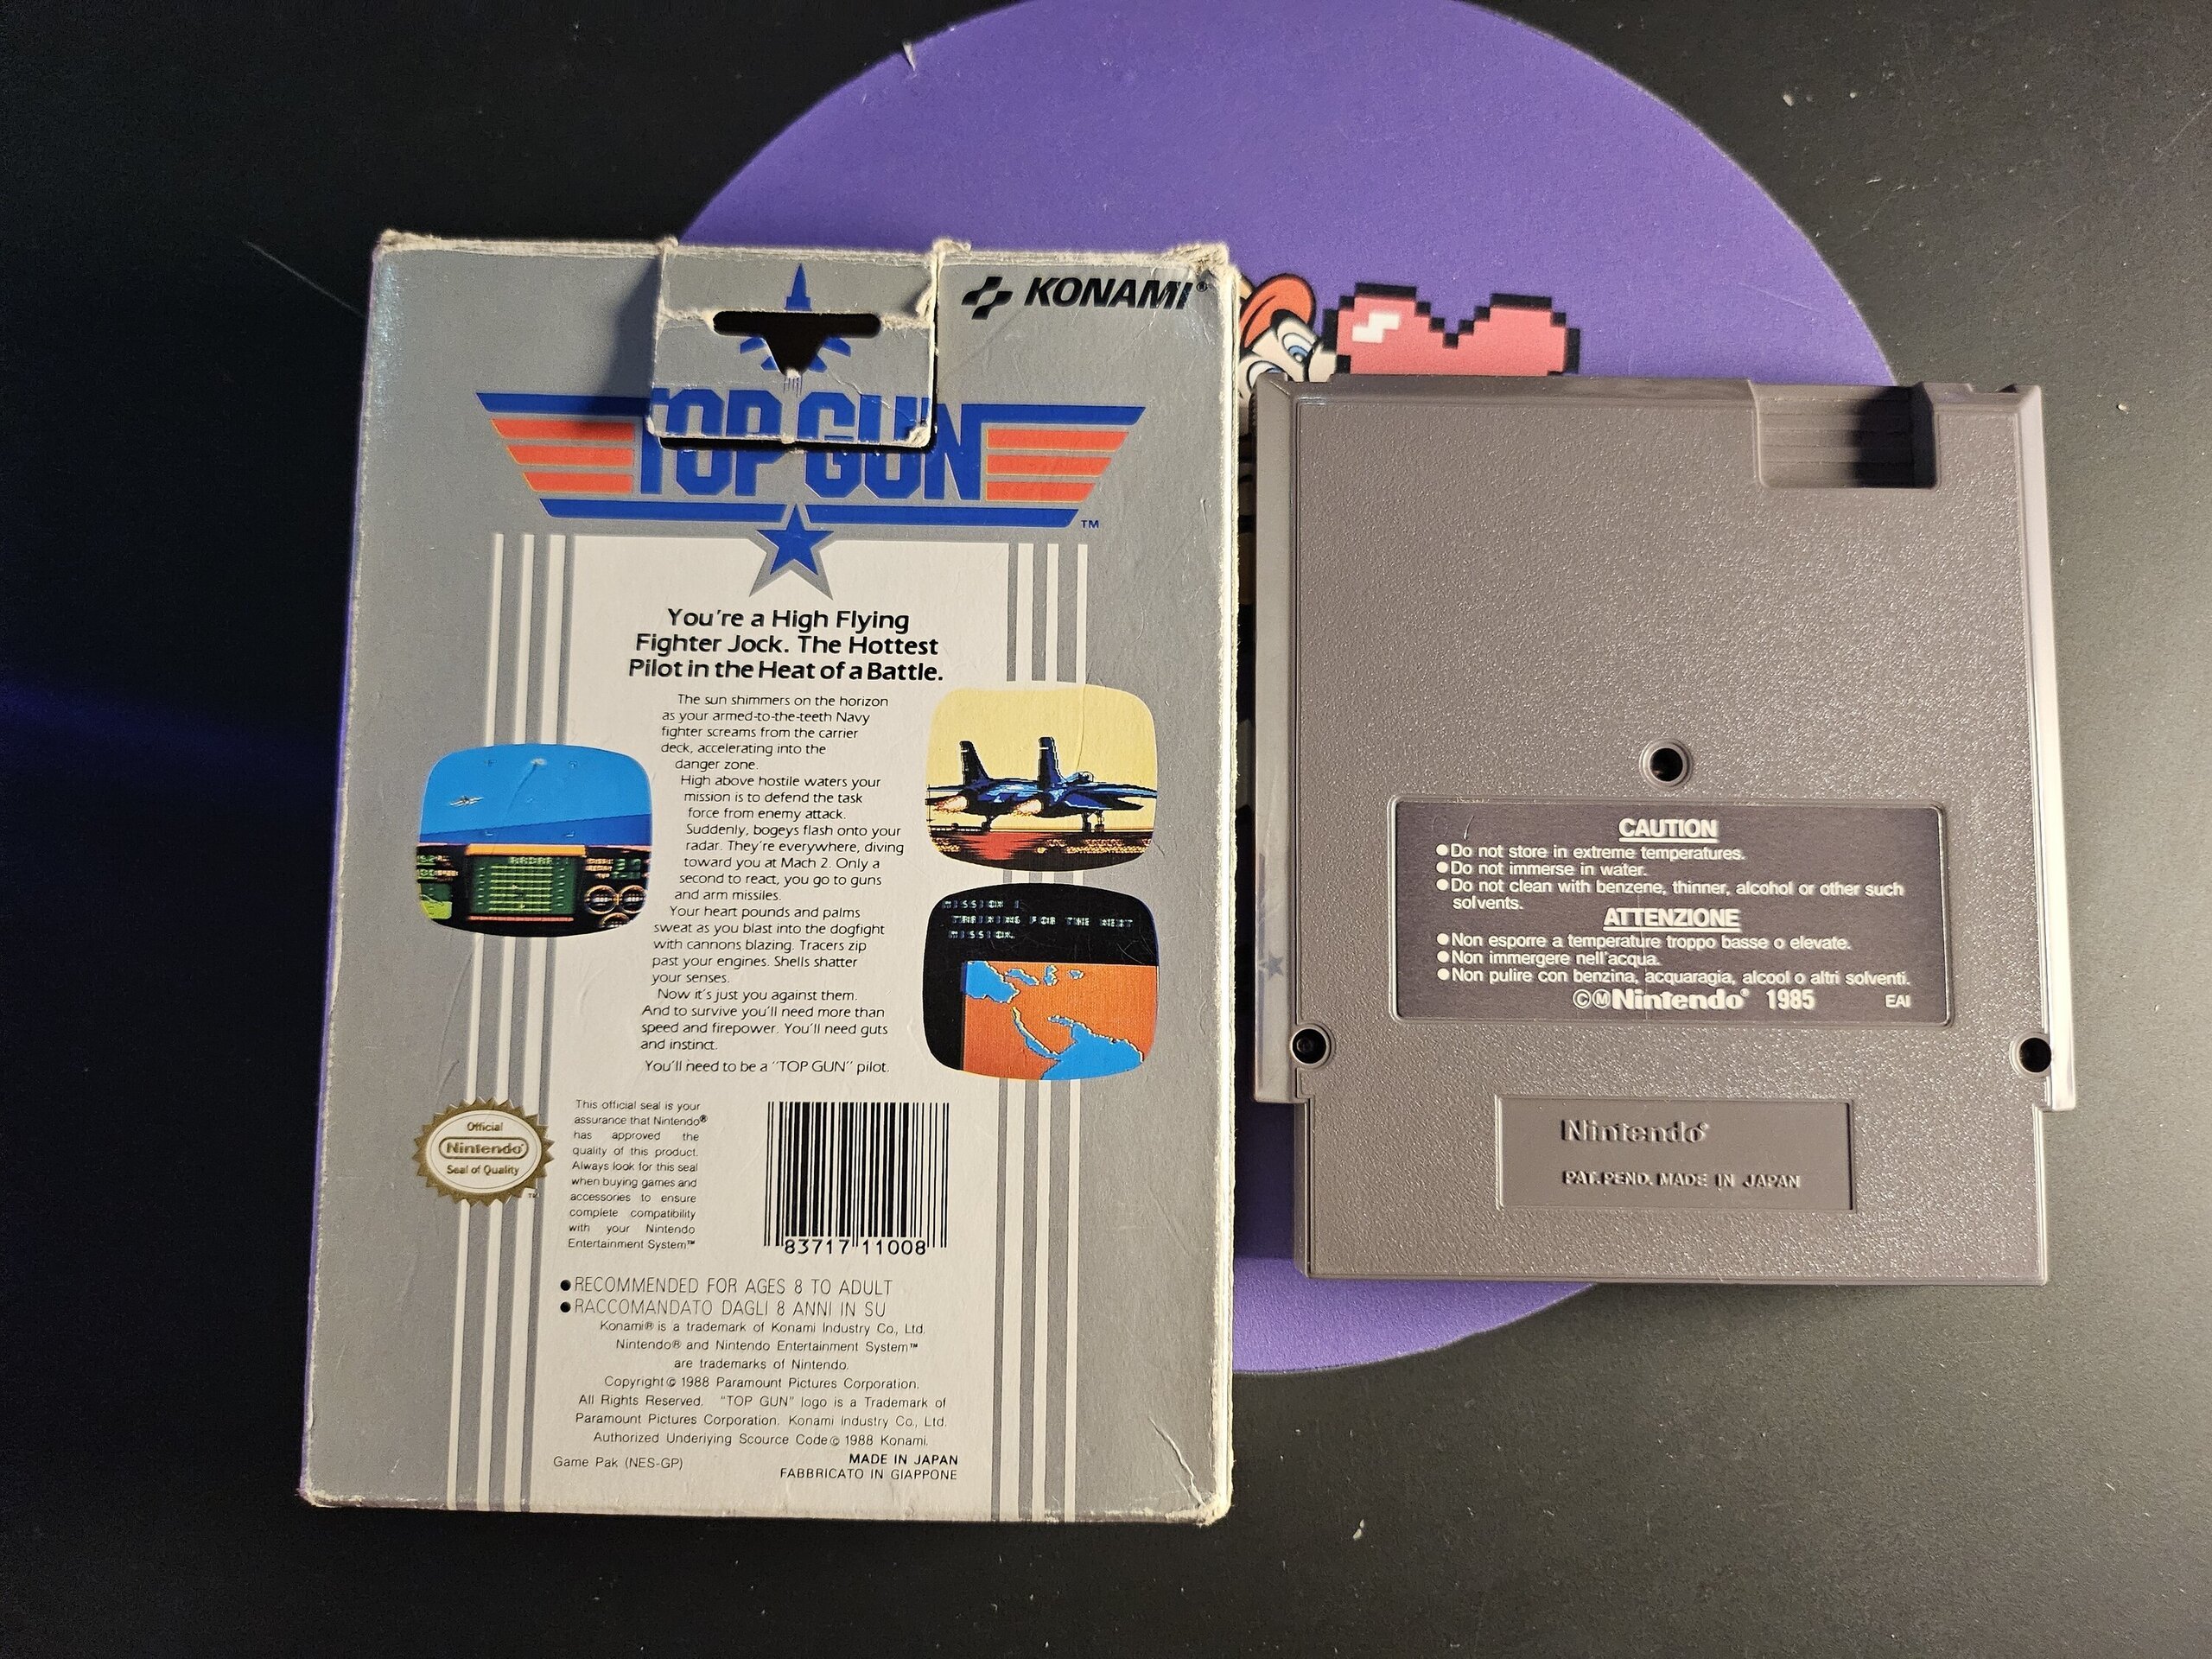 KONAMI®
TOP GUN
™
You're a High Flying
Fighter Jock. The Hottest
Pilot in the Heat of a Battle.
The sun shimmers on the horizon
as your armed-to-the-teeth Navy
fighter screams from the carrier
deck, accelerating into the
danger zone.
High above hostile waters your
mission is to defend the task
force from enemy attack.
Suddenly, bogeys flash onto your
radar. They're everywhere, diving
toward you at Mach 2. Only a
second to react, you go to guns
and arm missiles.
Your heart pounds and palms
sweat as you blast into the dogfight
with cannons blazing. Tracers zip
past your engines. Shells shatter
your senses.
Now it's just you against them.
And to survive you'll need more than
speed and firepower. You'll need guts
and instinct.
You'll need to be a "TOP GUN" pilot.
MISSION 1
TRAINING FOR THE NEXT
MISSION.
Official
Nintendo®
Seal of Quality
™
This official seal is your
assurance that Nintendo®
has approved the
quality of this product.
Always look for this seal
when buying games and
accessories to ensure
complete compatibility
with your Nintendo
Entertainment System™
83717 11008
●RECOMMENDED FOR AGES 8 TO ADULT
●RACCOMANDATO DAGLI 8 ANNI IN SU
Konami® is a trademark of Konami Industry Co., Ltd.
Nintendo® and Nintendo Entertainment System™
are trademarks of Nintendo.
Copyright © 1988 Paramount Pictures Corporation.
All Rights Reserved. "TOP GUN" logo is a Trademark of
Paramount Pictures Corporation. Konami Industry Co., Ltd.
Authorized Underiying Scource Code © 1988 Konami.
Game Pak (NES-GP)
MADE IN JAPAN
FABBRICATO IN GIAPPONE
CAUTION
●Do not store in extreme temperatures.
●Do not immerse in water.
●Do not clean with benzene, thinner, alcohol or other such
solvents.
ATTENZIONE
●Non esporre a temperature troppo basse o elevate.
●Non immergere nell'acqua.
●Non pulire con benzina, acquaragia, alcool o altri solventi.
©ⓂNintendo® 1985 EAI
Nintendo®
PAT. PEND. MADE IN JAPAN